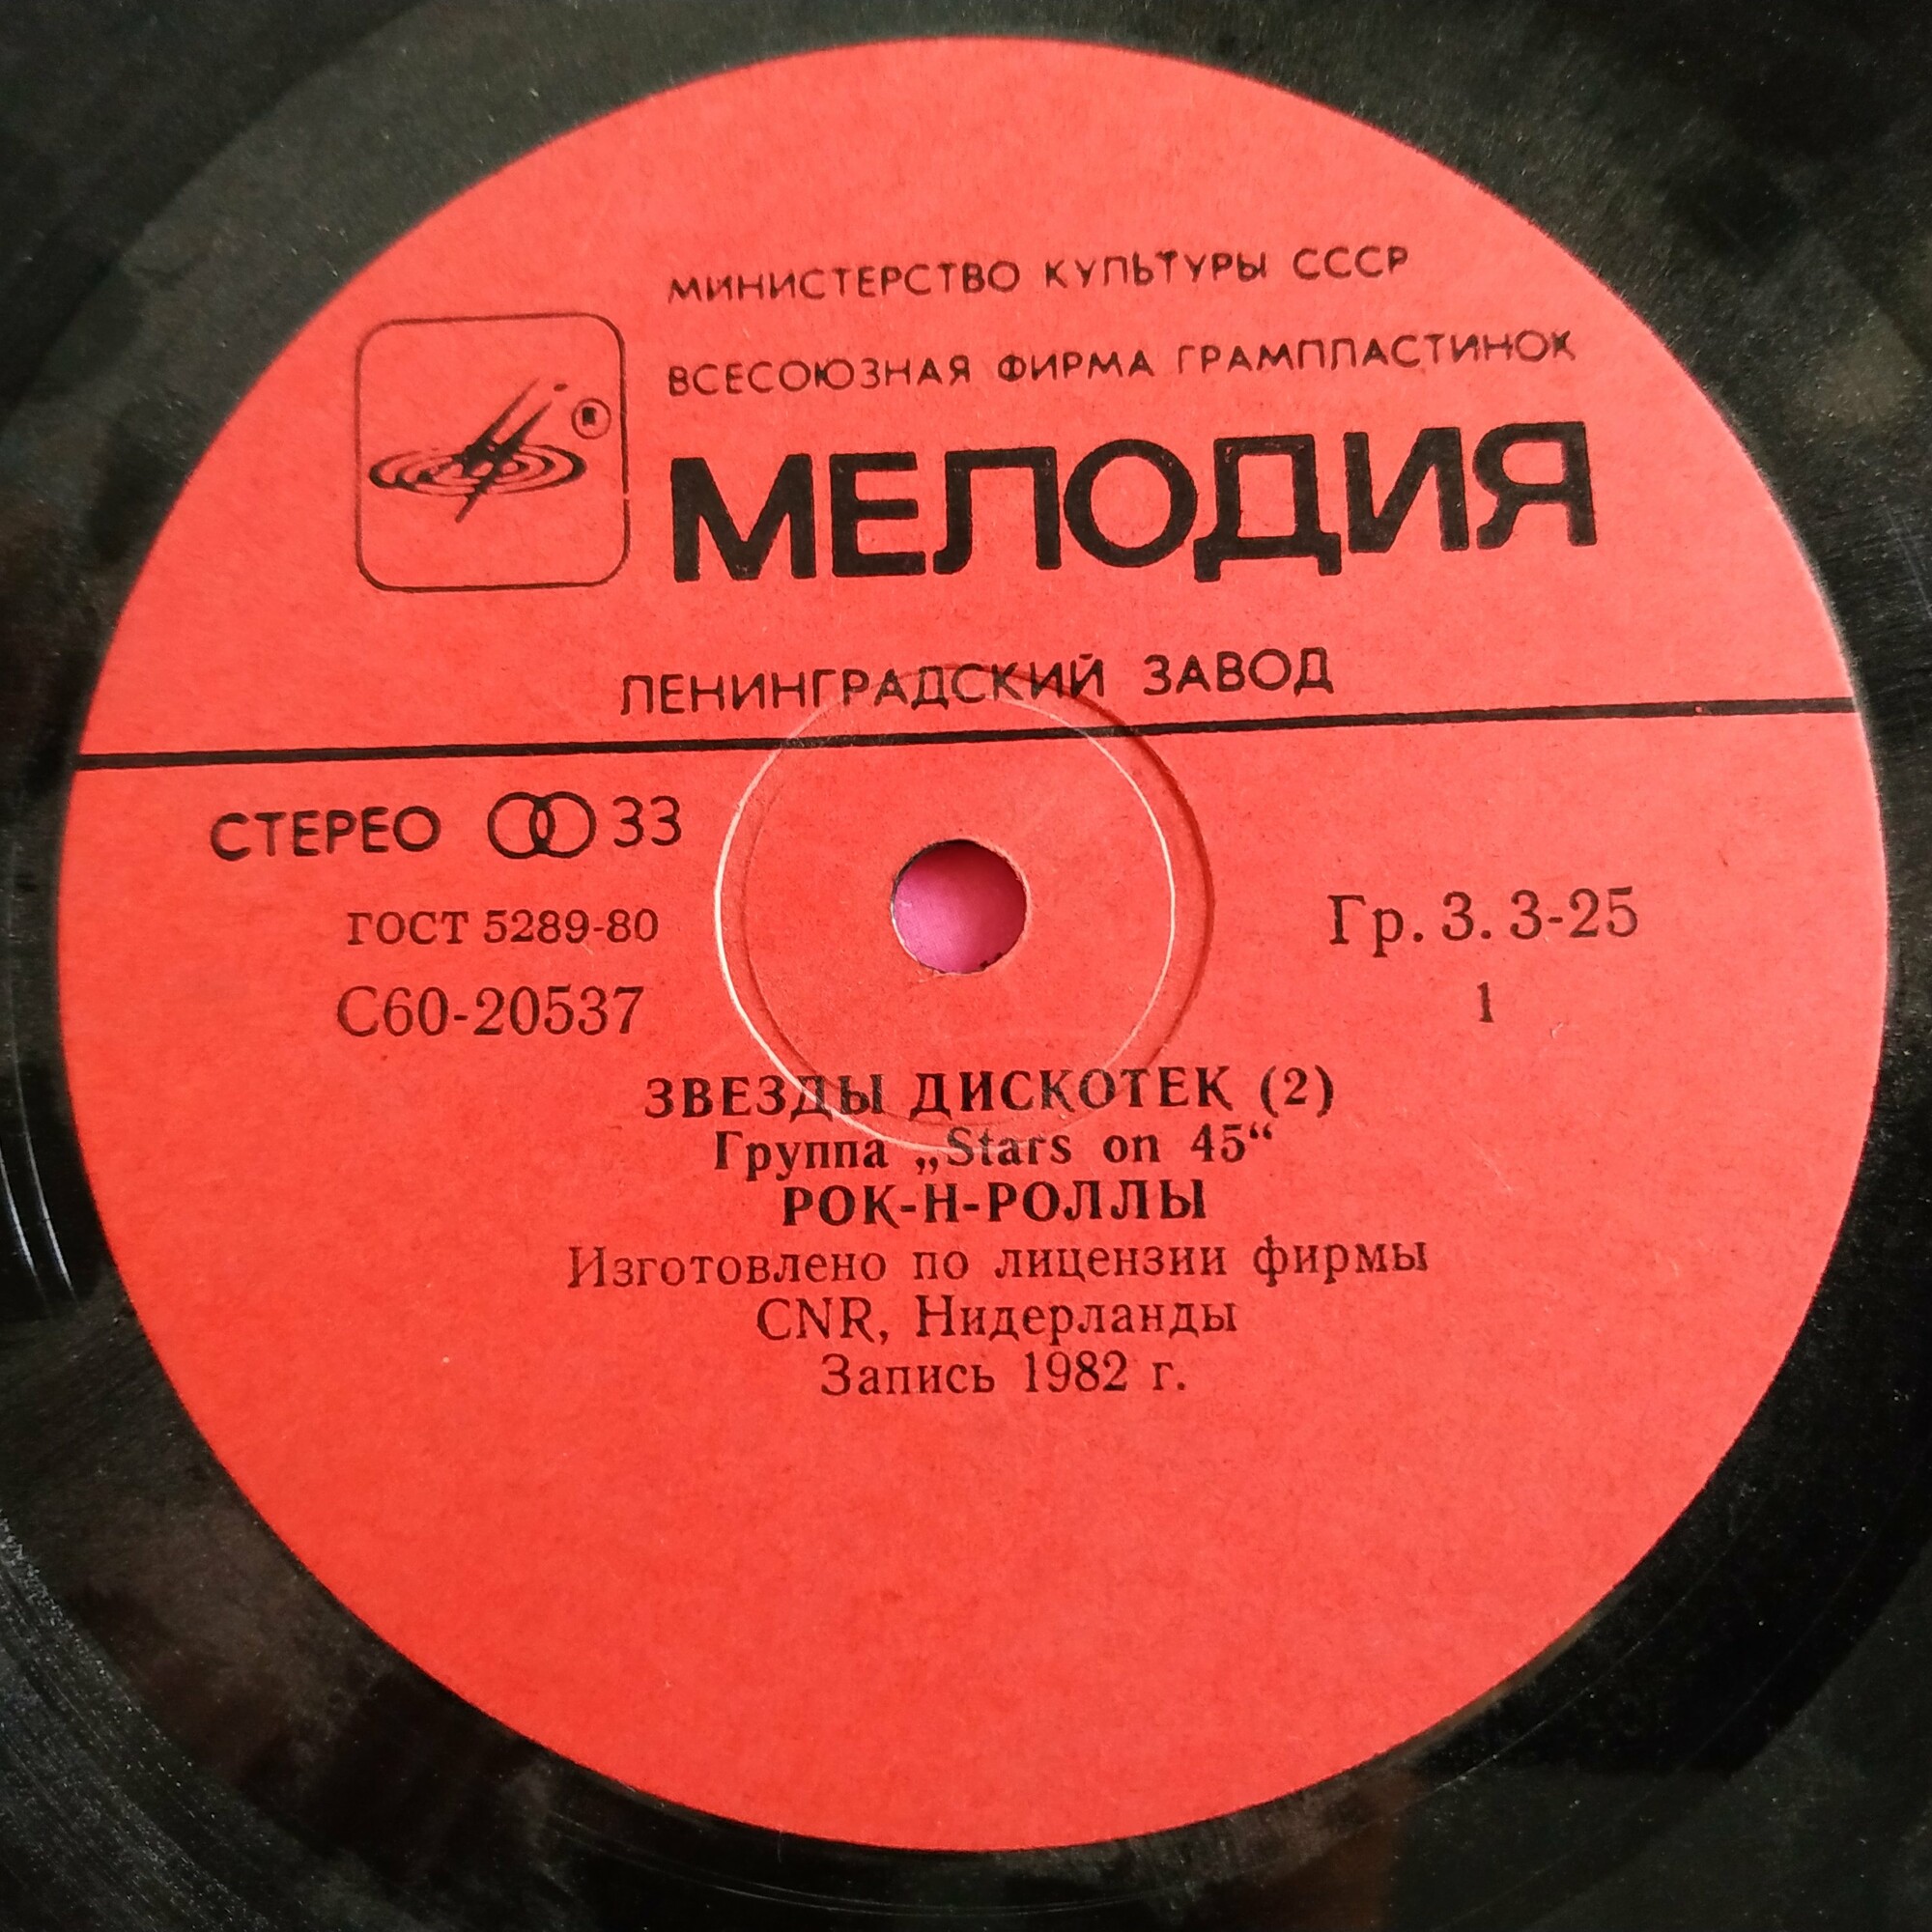 МИНИСТЕРСТВО КУЛЬТУРЫ СССР
ВСЕСОЮЗНАЯ ФИРМА ГРАМПЛАСТИНОК
МЕЛОДИЯ
ЛЕНИНГРАДСКИЙ ЗАВОД
СТЕРЕО 33
ГОСТ 5289-80
Гр. 3. 3-25
С60-20537
1
ЗВЕЗДЫ ДИСКОТЕК (2)
Группа „Stars on 45“
РОК-Н-РОЛЛЫ
Изготовлено по лицензии фирмы
CNR, Нидерланды
Запись 1982 г.